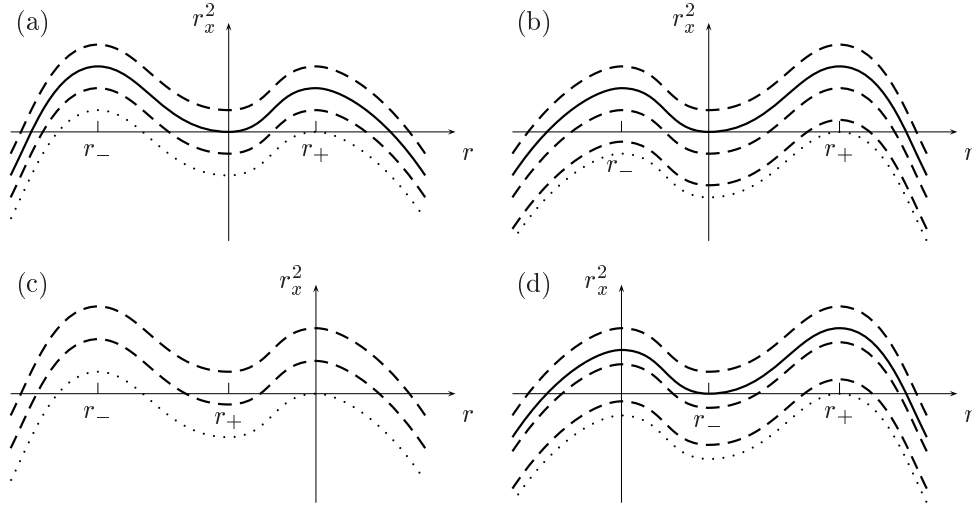 (a)
r_x^2
r_-
r_+
r
(b)
r_x^2
r_-
r_+
r
(c)
r_x^2
r_-
r_+
r
(d)
r_x^2
r_-
r_+
r